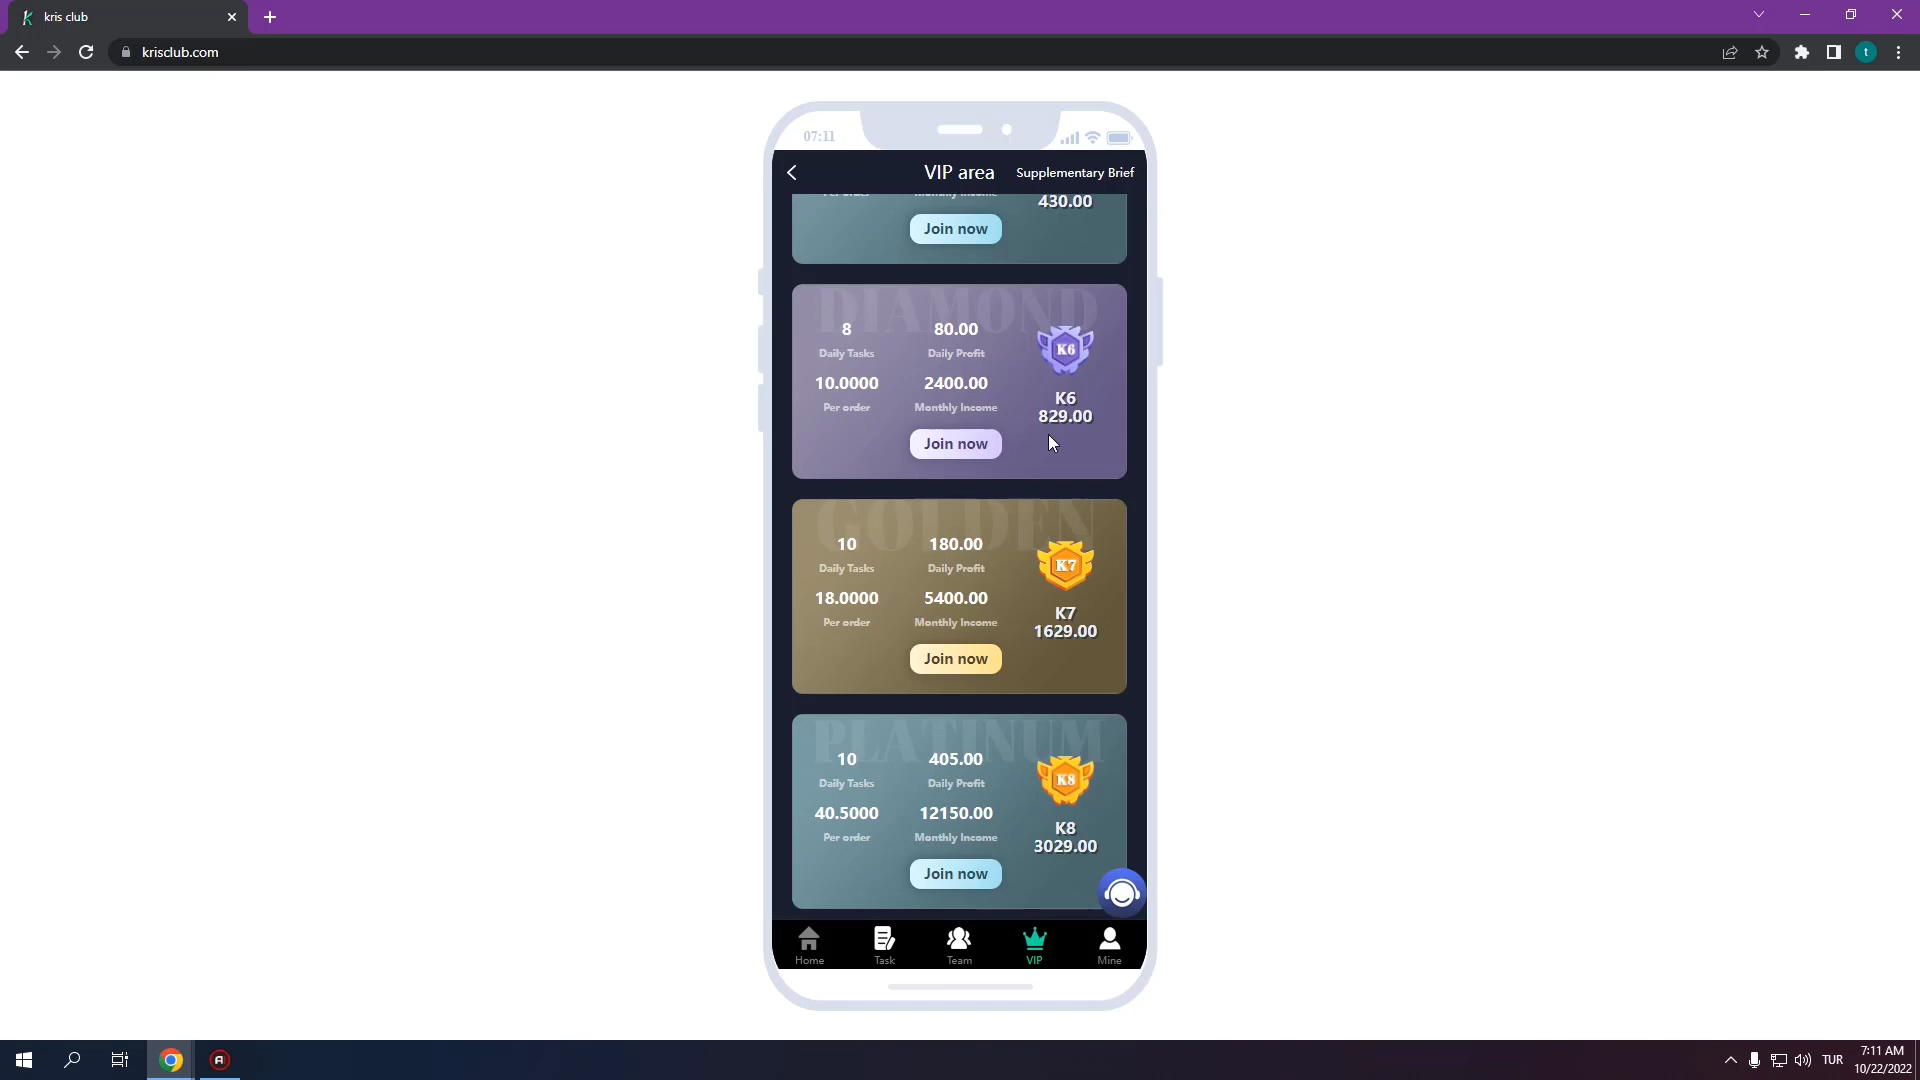 kris club
krisclub.com
t
07:11
VIP area
Supplementary Brief
Per order
Monthly Income
430.00
Join now
DIAMOND
8
80.00
Daily Tasks
Daily Profit
K6
10.0000
2400.00
Per order
Monthly Income
K6
829.00
Join now
GOLDEN
10
180.00
Daily Tasks
Daily Profit
K7
18.0000
5400.00
Per order
Monthly Income
K7
1629.00
Join now
PLATINUM
10
405.00
Daily Tasks
Daily Profit
K8
40.5000
12150.00
Per order
Monthly Income
K8
3029.00
Join now
Home
Task
Team
VIP
Mine
TUR
7:11 AM
10/22/2022